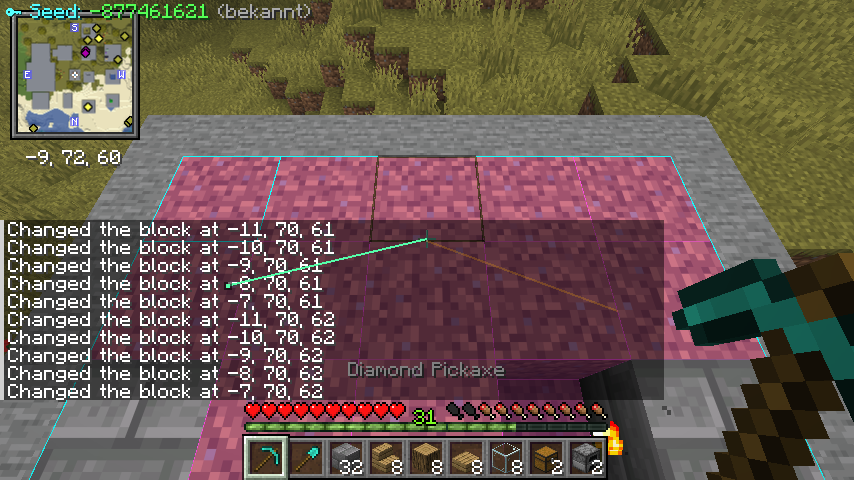 Seed: -877461621 (bekannt)
S
E
W
N
-9, 72, 60
Changed the block at -11, 70, 61
Changed the block at -10, 70, 61
Changed the block at -9, 70, 61
Changed the block at -8, 70, 61
Changed the block at -7, 70, 61
Changed the block at -11, 70, 62
Changed the block at -10, 70, 62
Changed the block at -9, 70, 62
Changed the block at -8, 70, 62
Changed the block at -7, 70, 62
Diamond Pickaxe
31
32 8 8 8 8 2 2